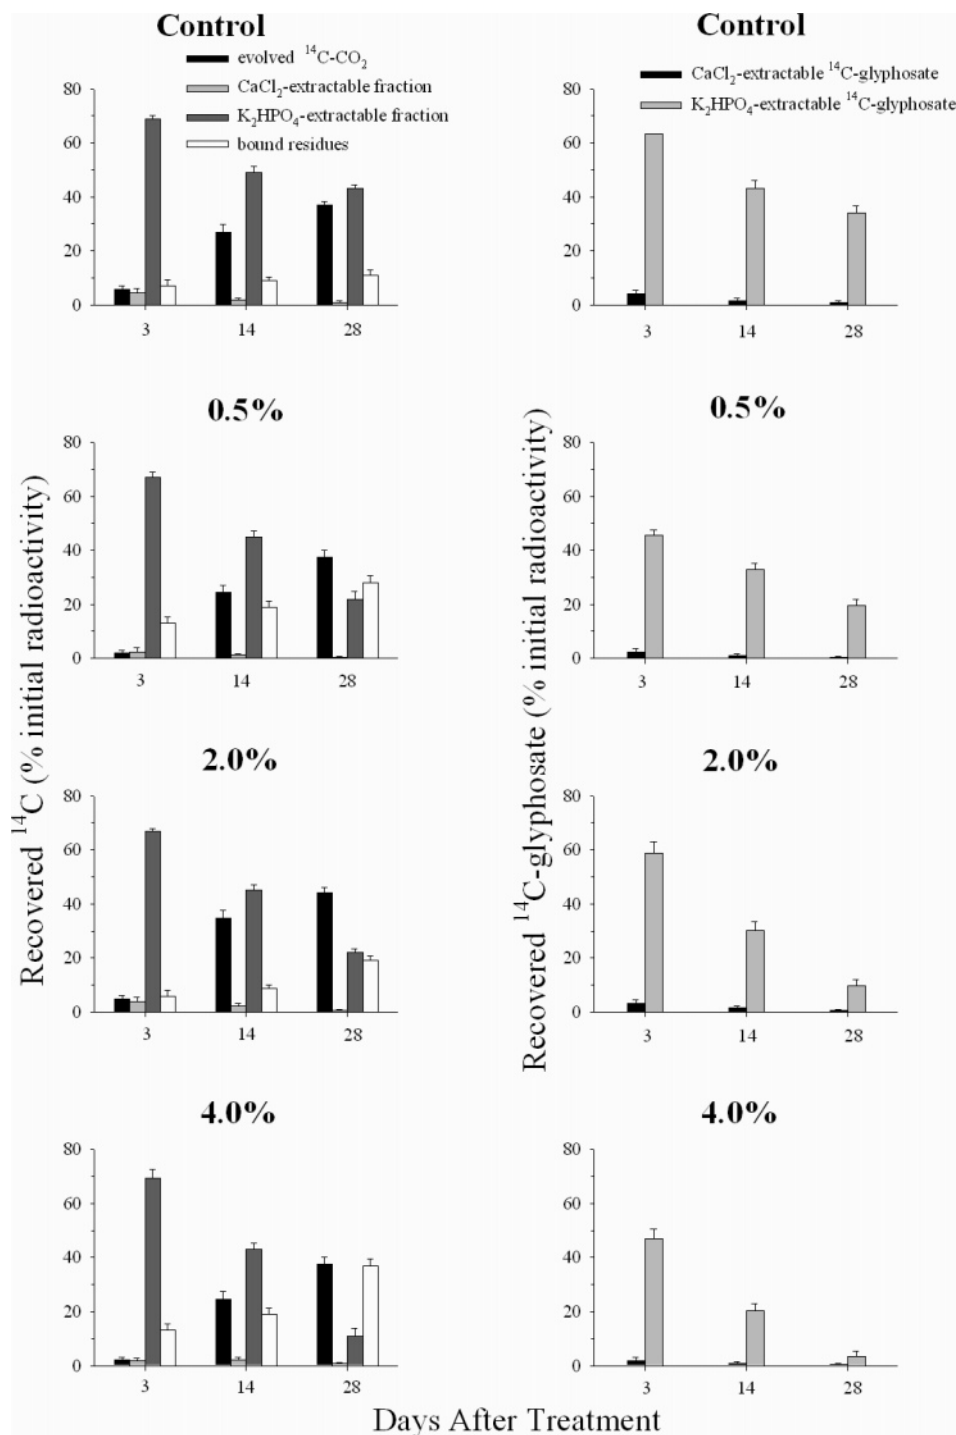 Control
evolved ¹⁴C-CO₂
CaCl₂-extractable fraction
K₂HPO₄-extractable fraction
bound residues
80
60
40
20
0
3 14 28
Control
CaCl₂-extractable ¹⁴C-glyphosate
K₂HPO₄-extractable ¹⁴C-glyphosate
80
60
40
20
0
3 14 28
0.5%
80
60
40
20
0
3 14 28
0.5%
80
60
40
20
0
3 14 28
Recovered ¹⁴C (% initial radioactivity)
Recovered ¹⁴C-glyphosate (% initial radioactivity)
2.0%
80
60
40
20
0
3 14 28
2.0%
80
60
40
20
0
3 14 28
4.0%
80
60
40
20
0
3 14 28
4.0%
80
60
40
20
0
3 14 28
Days After Treatment